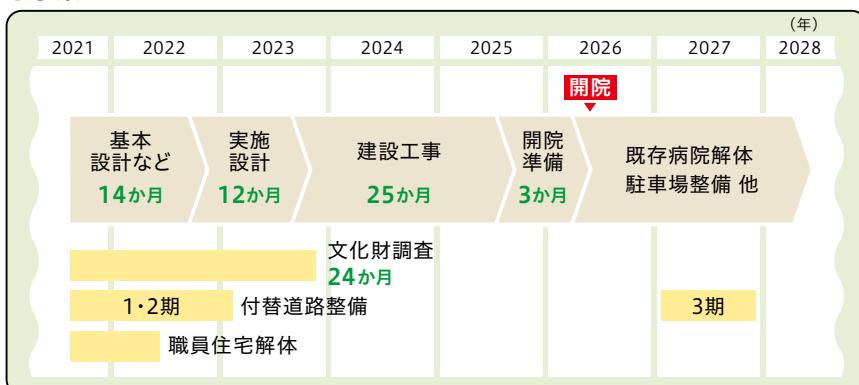 （年）
2021 2022 2023 2024 2025 2026 2027 2028
開院
基本
設計など
14か月
実施
設計
12か月
建設工事
25か月
開院
準備
3か月
既存病院解体
駐車場整備 他
文化財調査
24か月
1・2期 付替道路整備
3期
職員住宅解体